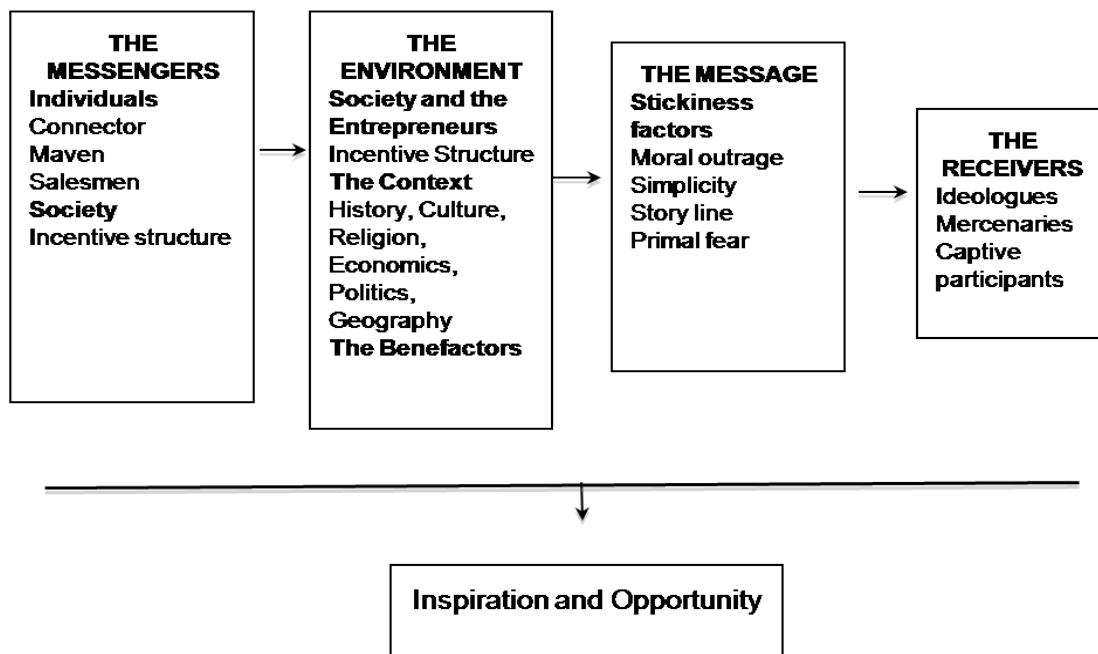 THE
MESSENGERS
Individuals
Connector
Maven
Salesmen
Society
Incentive structure
THE
ENVIRONMENT
Society and the
Entrepreneurs
Incentive Structure
The Context
History, Culture,
Religion,
Economics,
Politics,
Geography
The Benefactors
THE MESSAGE
Stickiness
factors
Moral outrage
Simplicity
Story line
Primal fear
THE
RECEIVERS
Ideologues
Mercenaries
Captive
participants
Inspiration and Opportunity